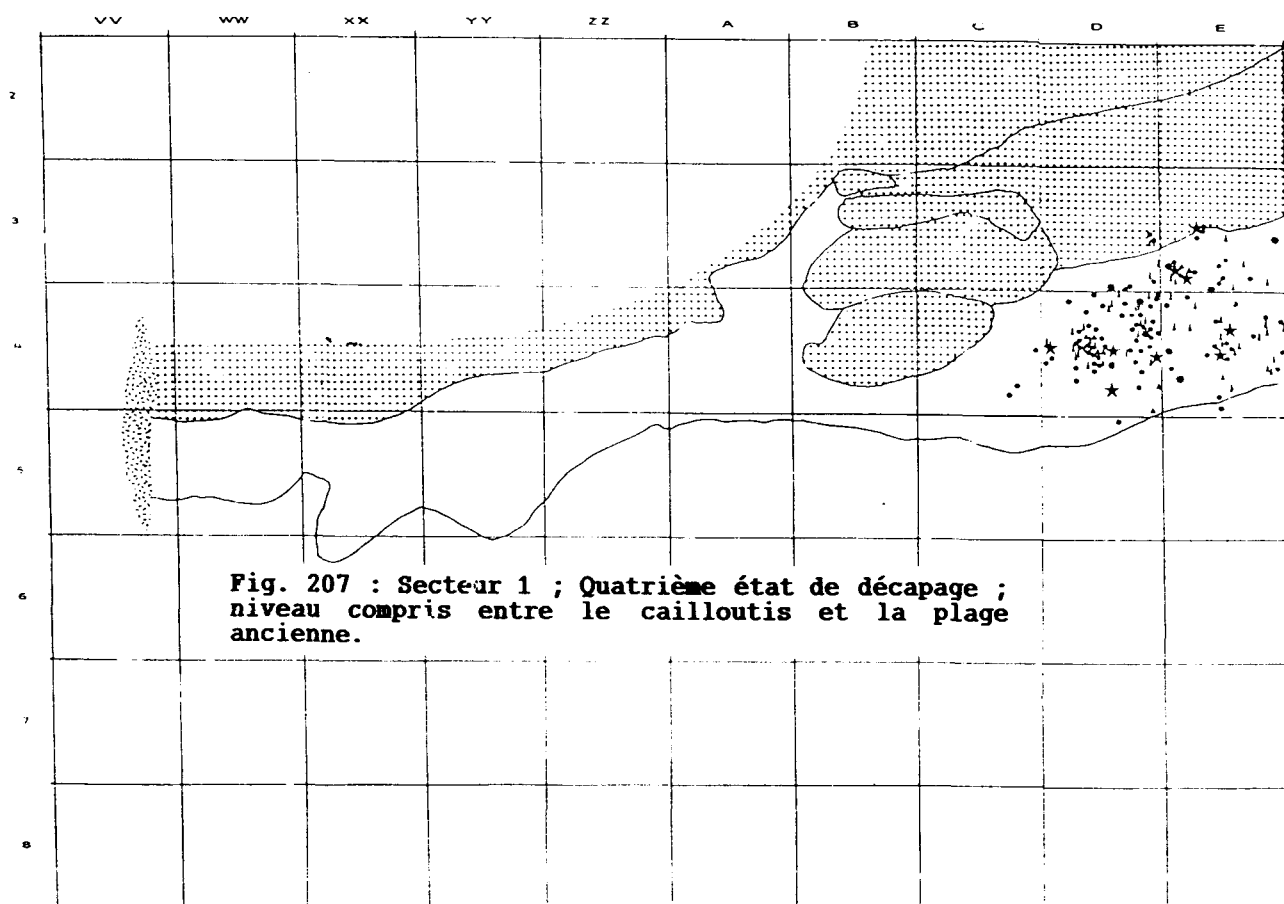 VV WW XX YY ZZ A B C D E
2
3
4
5
Fig. 207 : Secteur 1 ; Quatrième état de décapage ;
6
niveau compris entre le cailloutis et la plage
ancienne.
7
8